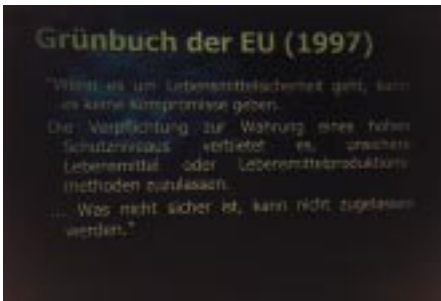 Grünbuch der EU (1997)
"Wenn es um Lebensmittelsicherheit geht, kann
es keine Kompromisse geben.
Die Verpflichtung zur Wahrung eines hohen
Schutzniveaus verbietet es, unsichere
Lebensmittel oder Lebensmittelproduktions
methoden zuzulassen.
... Was nicht sicher ist, kann nicht zugelassen
werden."